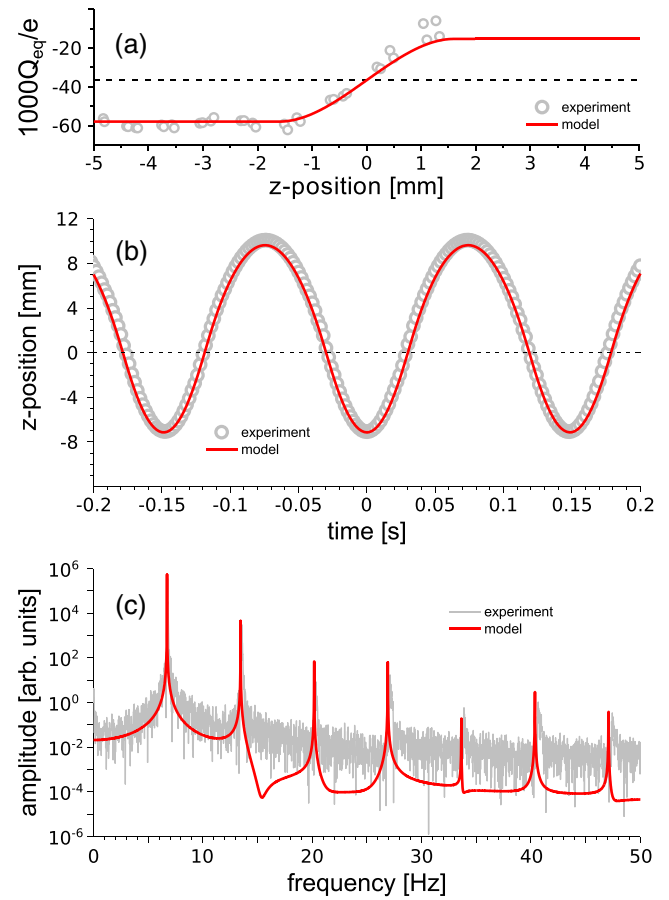 (a)
1000Q_eq/e
0
-20
-40
-60
experiment
model
-5 -4 -3 -2 -1 0 1 2 3 4 5
z-position [mm]
(b)
z-position [mm]
12
8
4
0
-4
-8
experiment
model
-0.2 -0.15 -0.1 -0.05 0 0.05 0.1 0.15 0.2
time [s]
(c)
amplitude [arb. units]
10^6
10^4
10^2
10^0
10^-2
10^-4
10^-6
experiment
model
0 10 20 30 40 50
frequency [Hz]